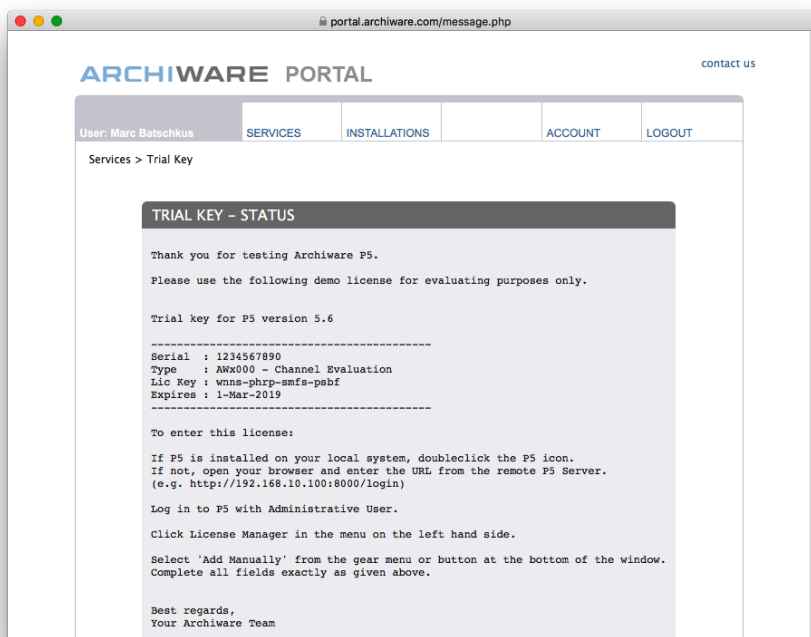 portal.archiware.com/message.php
contact us
ARCHIWARE PORTAL
User: Marc Batschkus
SERVICES
INSTALLATIONS
ACCOUNT
LOGOUT
Services > Trial Key
TRIAL KEY – STATUS
Thank you for testing Archiware P5.
Please use the following demo license for evaluating purposes only.
Trial key for P5 version 5.6
-------------------------------------------
Serial  : 1234567890
Type    : AWx000 - Channel Evaluation
Lic Key : wnns-phrp-smfs-psbf
Expires : 1-Mar-2019
-------------------------------------------
To enter this license:
If P5 is installed on your local system, doubleclick the P5 icon.
If not, open your browser and enter the URL from the remote P5 Server.
(e.g. http://192.168.10.100:8000/login)
Log in to P5 with Administrative User.
Click License Manager in the menu on the left hand side.
Select 'Add Manually' from the gear menu or button at the bottom of the window.
Complete all fields exactly as given above.
Best regards,
Your Archiware Team